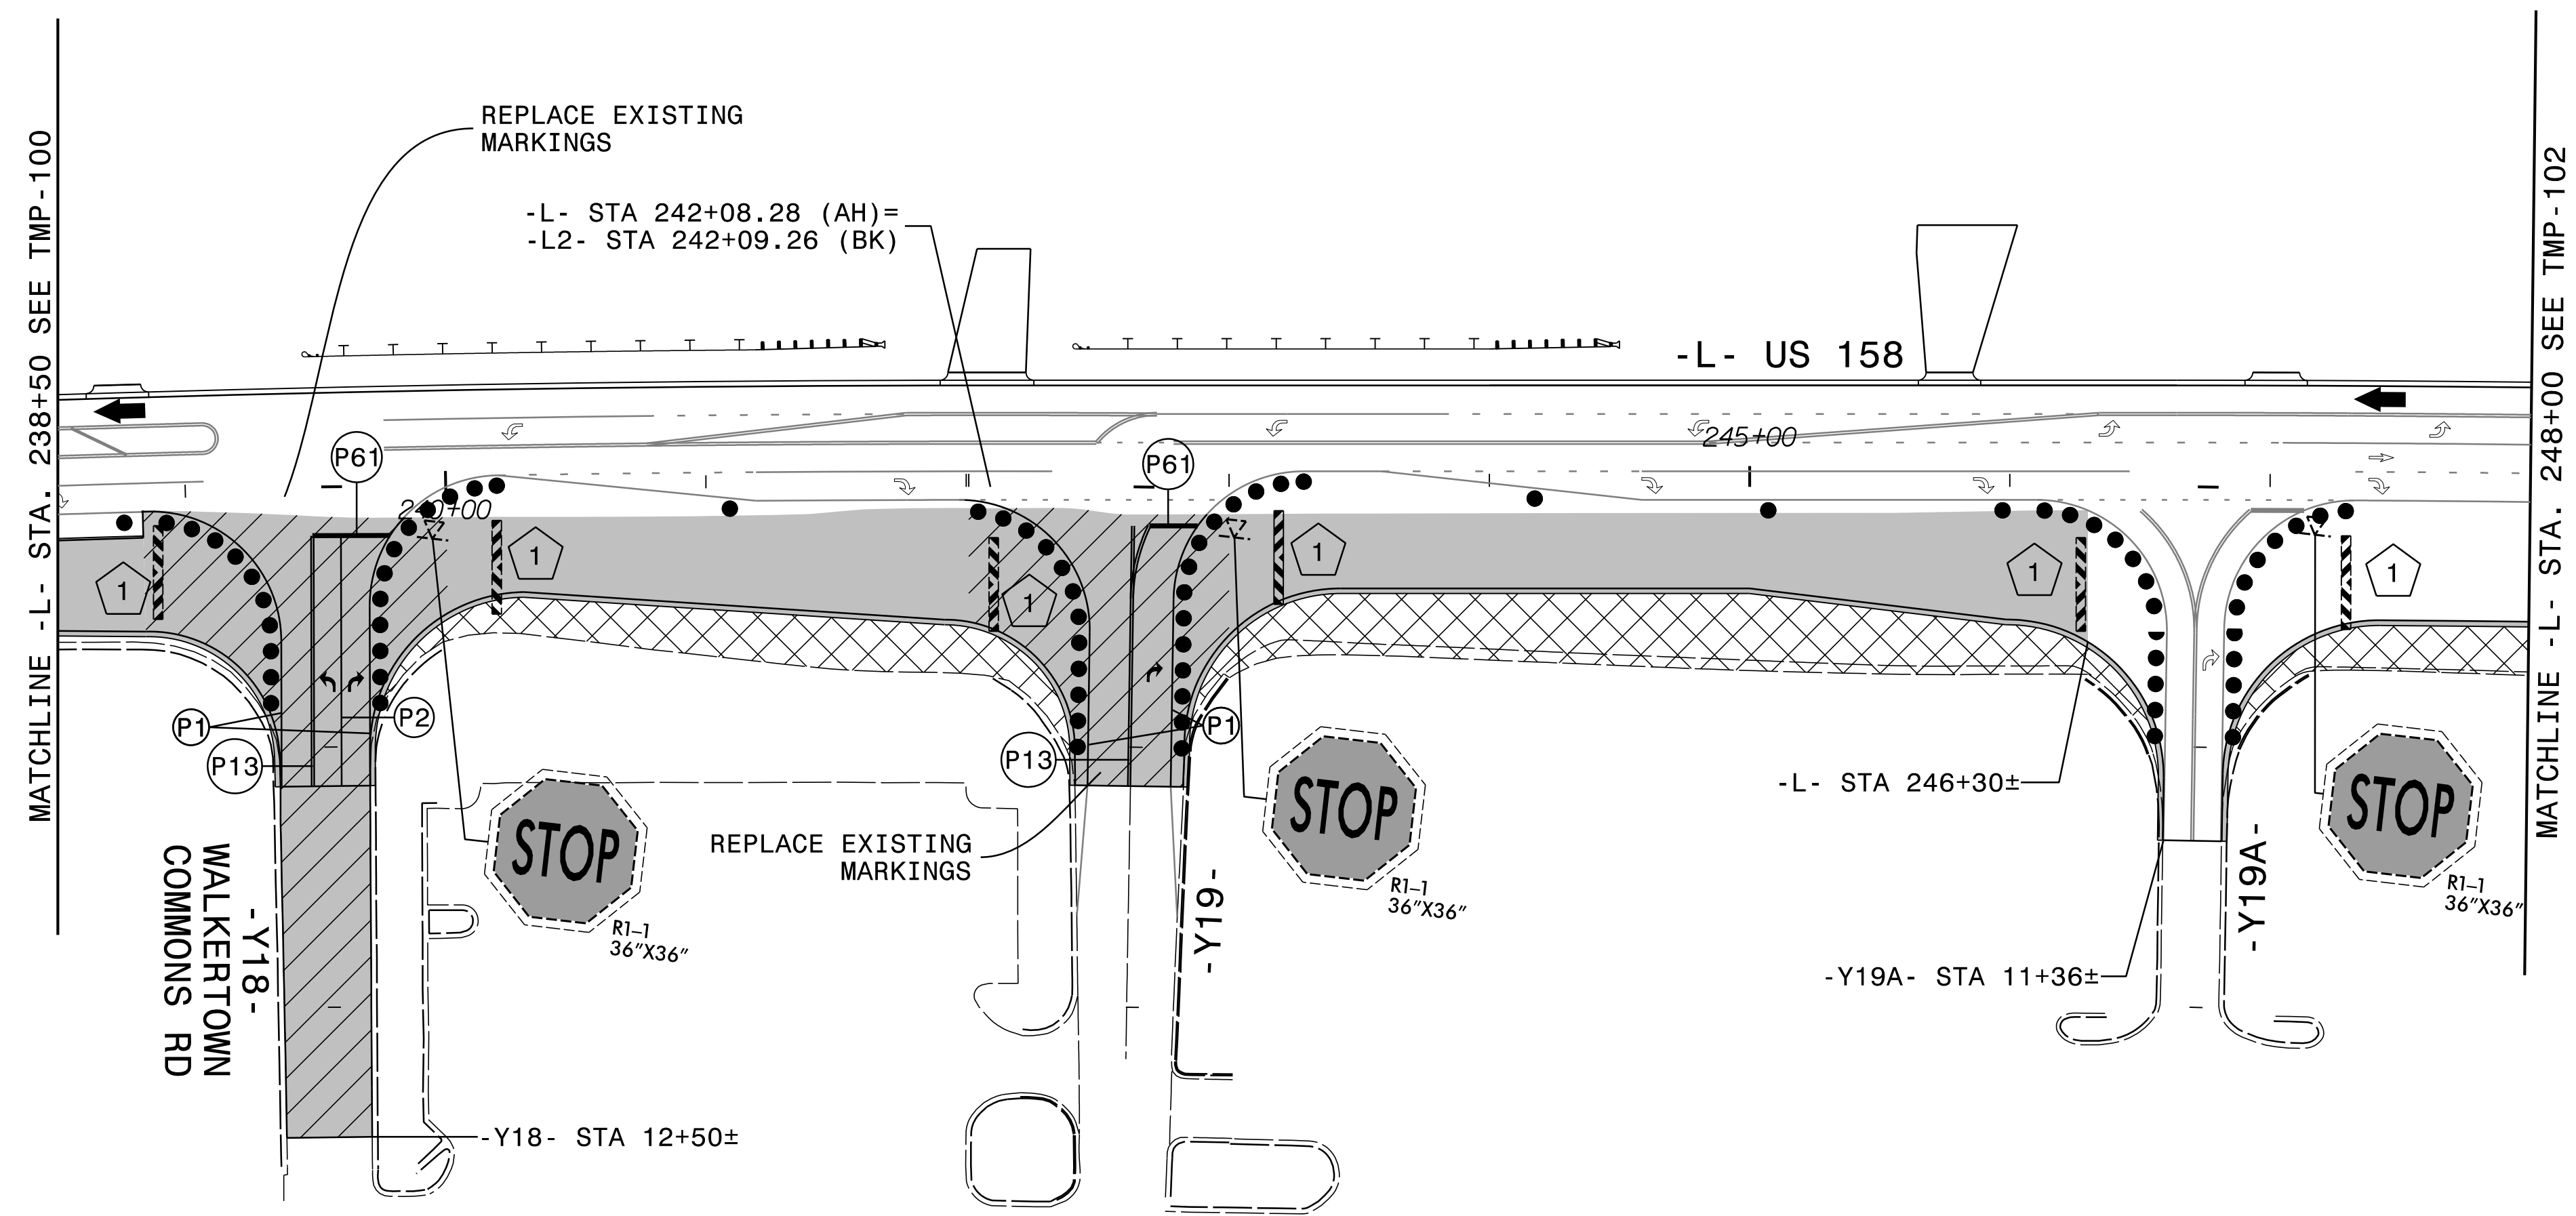 REPLACE EXISTING
MARKINGS
-L- STA 242+08.28 (AH)=
-L2- STA 242+09.26 (BK)
MATCHLINE -L- STA. 238+50 SEE TMP-100
MATCHLINE -L- STA. 248+00 SEE TMP-102
-L- US 158
245+00
P61
P61
240+00
1
1
1
1
1
1
P1
P2
P13
P13
P1
STOP
R1-1
36"X36"
STOP
R1-1
36"X36"
STOP
R1-1
36"X36"
-L- STA 246+30±
REPLACE EXISTING
MARKINGS
-Y18-
WALKERTOWN
COMMONS RD
-Y19-
-Y19A-
-Y19A- STA 11+36±
-Y18- STA 12+50±